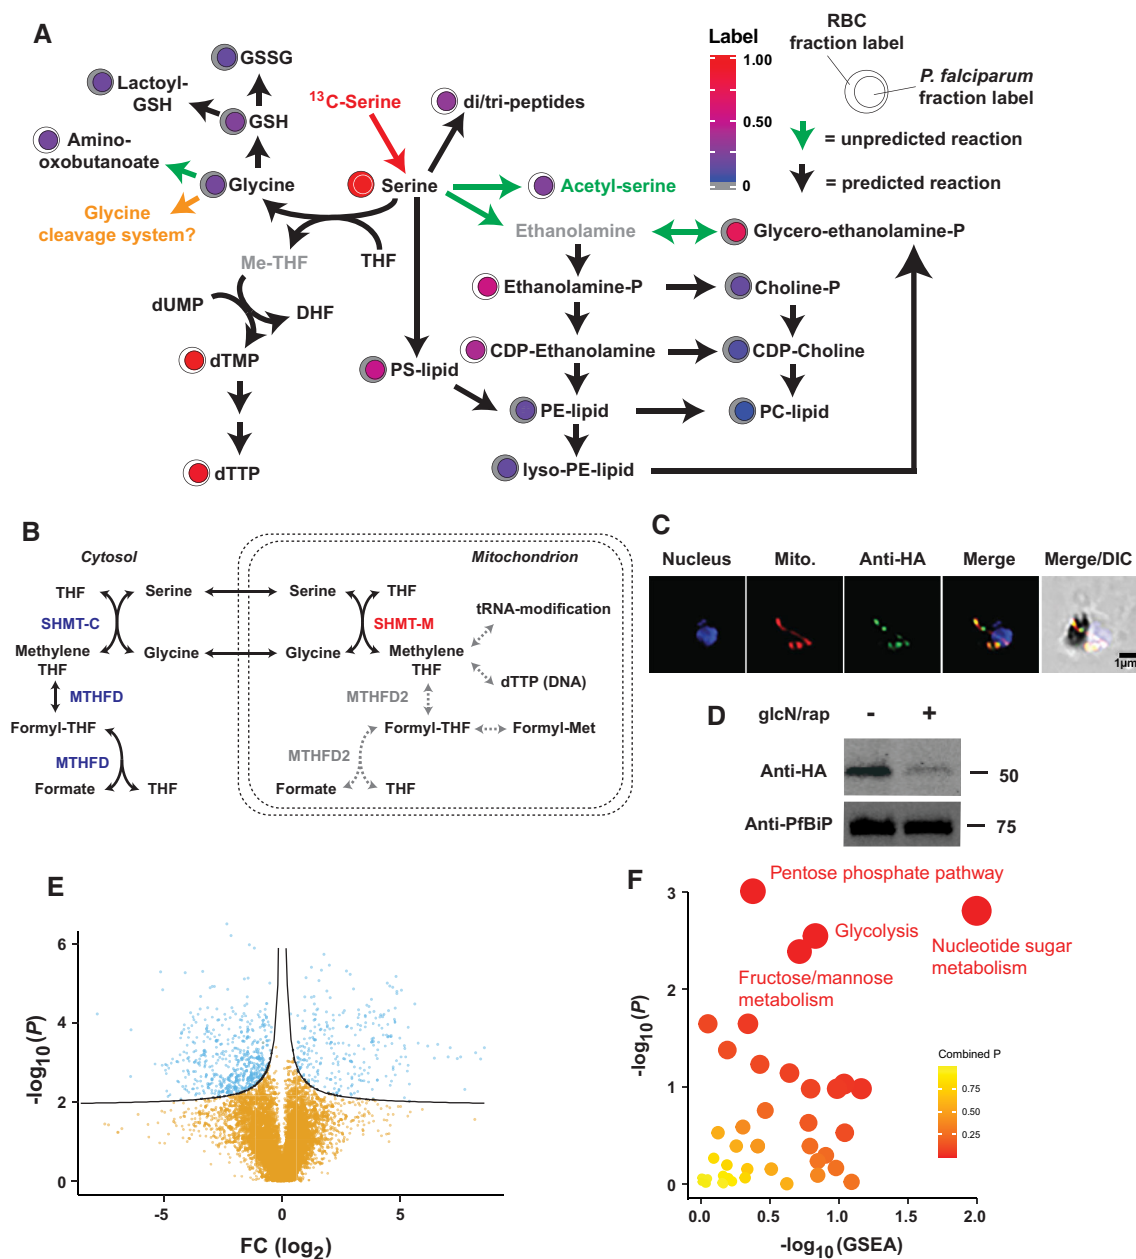 A
GSSG
Lactoyl-
GSH
GSH
Amino-
oxobutanoate
Glycine
Glycine
cleavage system?
Me-THF
THF
dUMP
DHF
dTMP
dTTP
13C-Serine
Serine
di/tri-peptides
Acetyl-serine
Ethanolamine
Glycero-ethanolamine-P
Ethanolamine-P
Choline-P
CDP-Ethanolamine
CDP-Choline
PS-lipid
PE-lipid
PC-lipid
lyso-PE-lipid
Label
1.00
0.50
0
RBC
fraction label
P. falciparum
fraction label
= unpredicted reaction
= predicted reaction
B
Cytosol
Mitochondrion
THF
Serine
Serine
THF
SHMT-C
SHMT-M
Methylene
THF
Glycine
Glycine
Methylene
THF
tRNA-modification
dTTP (DNA)
MTHFD
MTHFD2
Formyl-THF
Formyl-THF
Formyl-Met
MTHFD
MTHFD2
Formate
THF
Formate
THF
C
Nucleus
Mito.
Anti-HA
Merge
Merge/DIC
1µm
D
glcN/rap
-
+
Anti-HA
50
Anti-PfBiP
75
E
-log10(P)
6
4
2
0
-5
0
5
FC (log2)
F
Pentose phosphate pathway
Glycolysis
Nucleotide sugar
metabolism
Fructose/mannose
metabolism
-log10(P)
3
2
1
0
0.0
0.5
1.0
1.5
2.0
-log10(GSEA)
Combined P
0.75
0.50
0.25